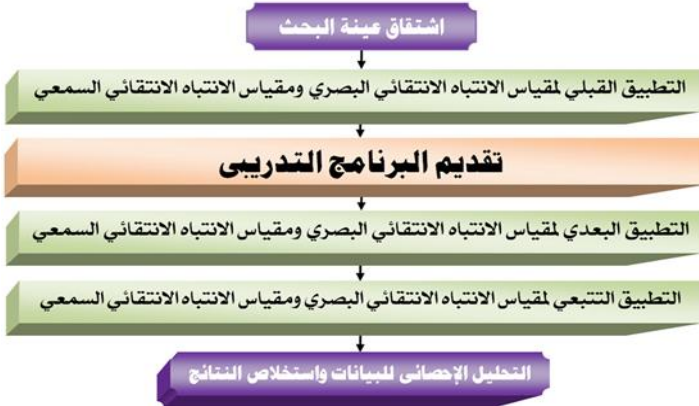 اشتقاق عينة البحث
التطبيق القبلي لمقياس الانتباه الانتقائي البصري ومقياس الانتباه الانتقائي السمعي
تقديم البرنامج التدريبى
التطبيق البعدي لمقياس الانتباه الانتقائي البصري ومقياس الانتباه الانتقائي السمعي
التطبيق التتبعي لمقياس الانتباه الانتقائي البصري ومقياس الانتباه الانتقائي السمعي
التحليل الإحصائى للبيانات واستخلاص النتائج